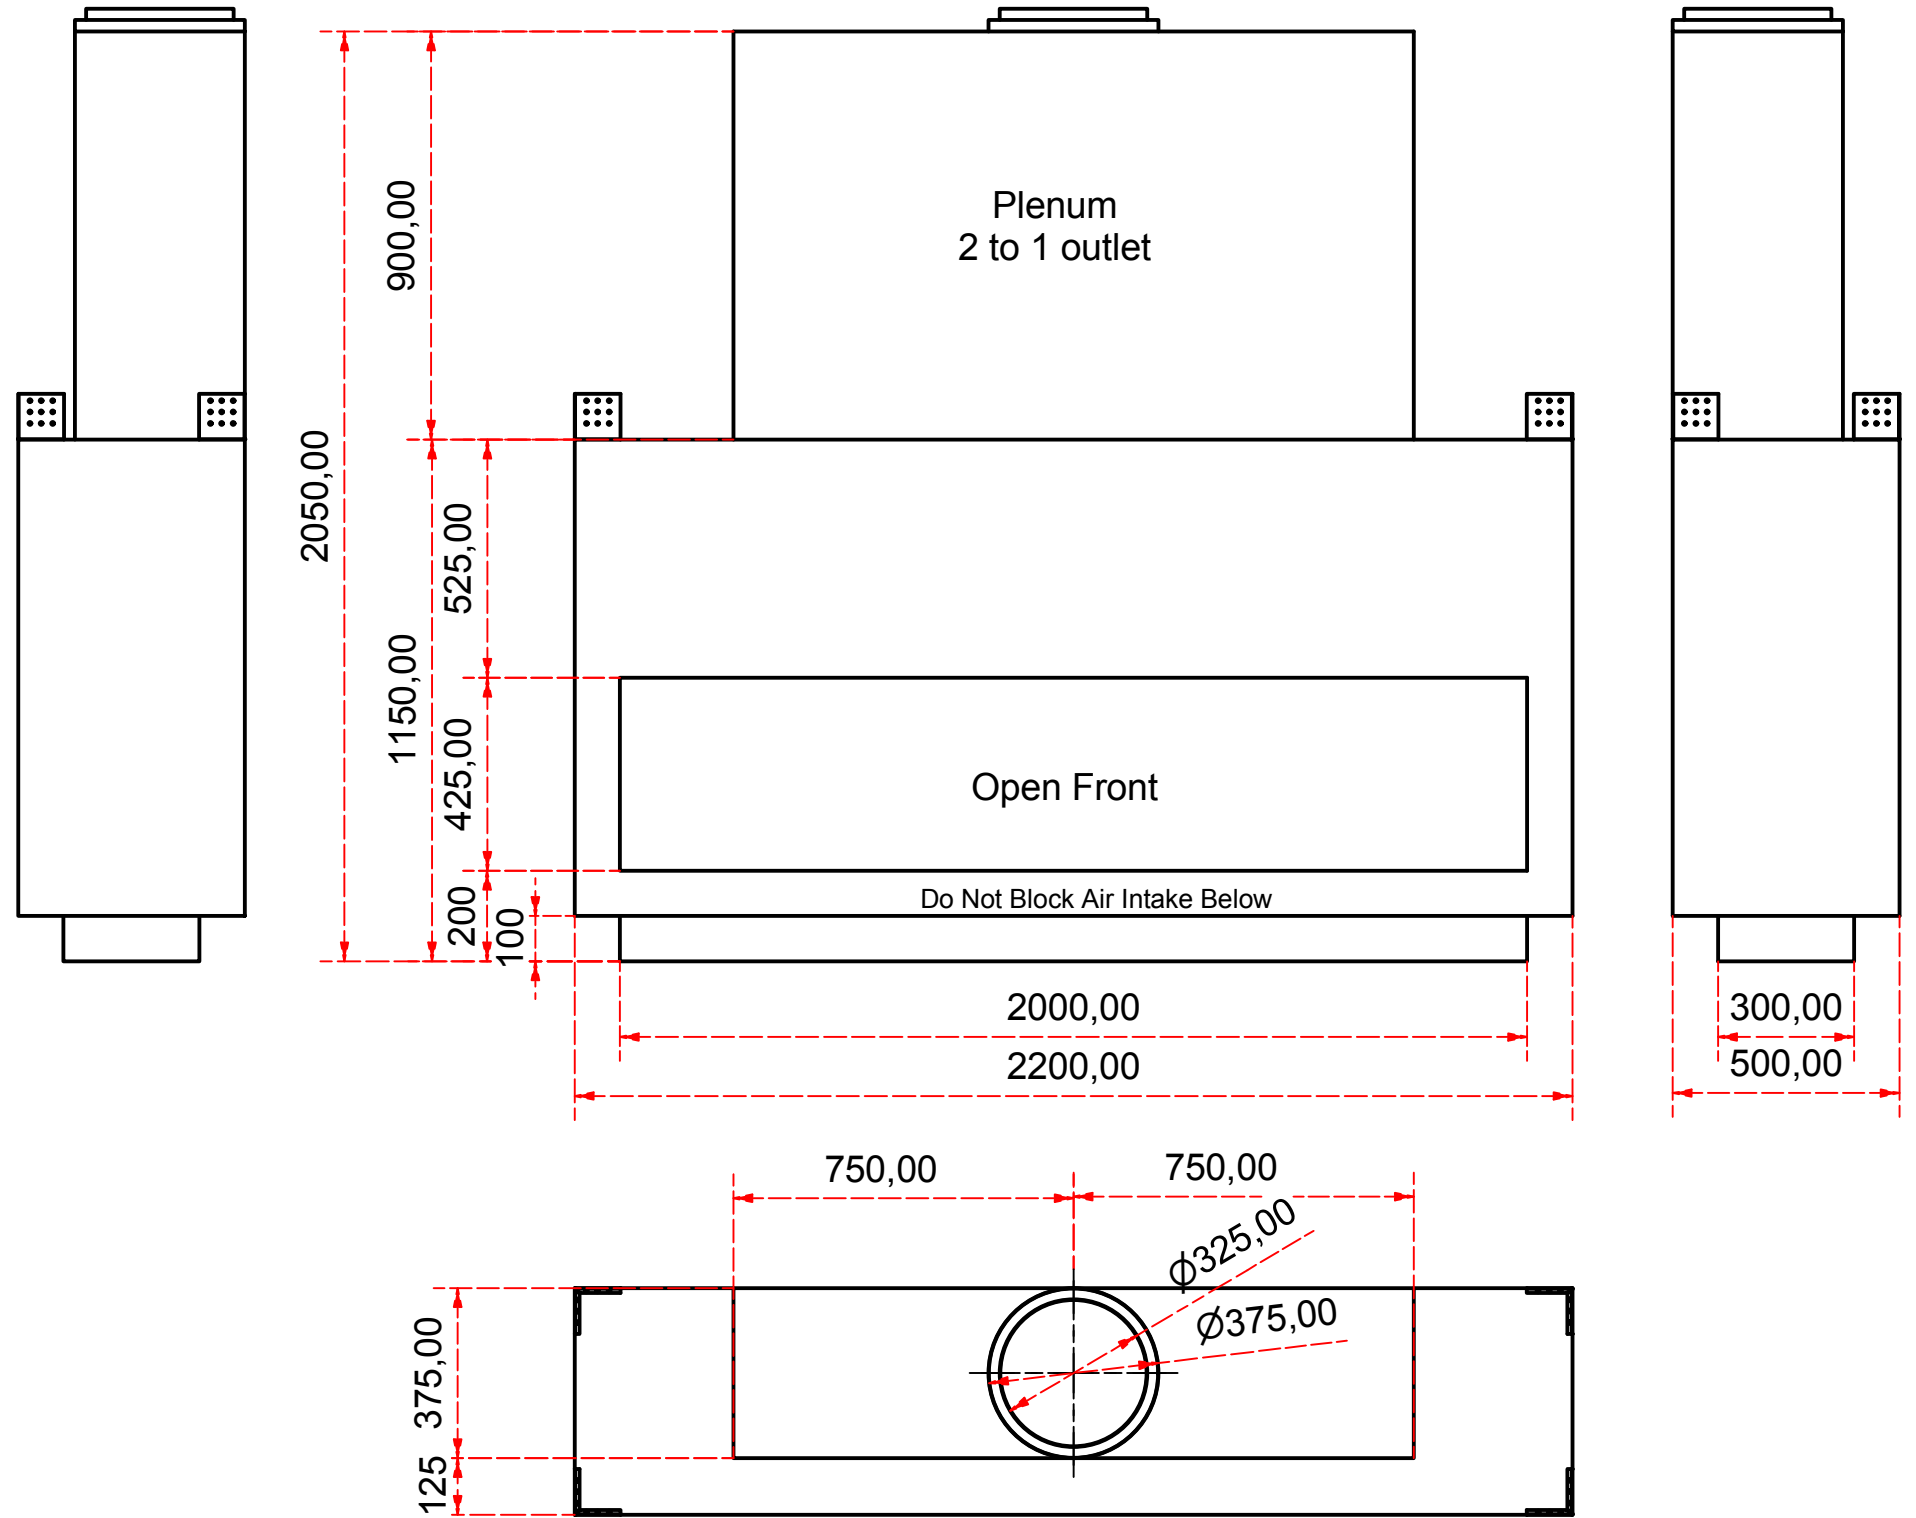 Plenum
2 to 1 outlet
900,00
2050,00
525,00
1150,00
425,00
Open Front
200
100
Do Not Block Air Intake Below
2000,00
2200,00
300,00
500,00
750,00
750,00
Ø325,00
Ø375,00
375,00
125